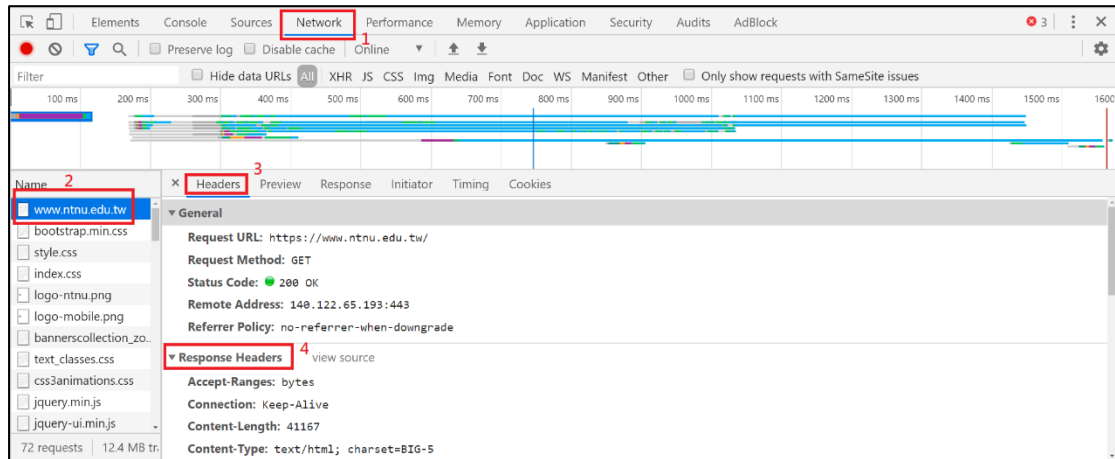 Elements Console Sources Network Performance Memory Application Security Audits AdBlock 3
1
Preserve log Disable cache Online
Filter Hide data URLs All XHR JS CSS Img Media Font Doc WS Manifest Other Only show requests with SameSite issues
100 ms 200 ms 300 ms 400 ms 500 ms 600 ms 700 ms 800 ms 900 ms 1000 ms 1100 ms 1200 ms 1300 ms 1400 ms 1500 ms 1600
3
Name 2 × Headers Preview Response Initiator Timing Cookies
www.ntnu.edu.tw
bootstrap.min.css
style.css
index.css
logo-ntnu.png
logo-mobile.png
bannerscollection_zo..
text_classes.css
css3animations.css
jquery.min.js
jquery-ui.min.js
72 requests 12.4 MB tr
General
Request URL: https://www.ntnu.edu.tw/
Request Method: GET
Status Code: 200 OK
Remote Address: 140.122.65.193:443
Referrer Policy: no-referrer-when-downgrade
Response Headers 4 view source
Accept-Ranges: bytes
Connection: Keep-Alive
Content-Length: 41167
Content-Type: text/html; charset=BIG-5